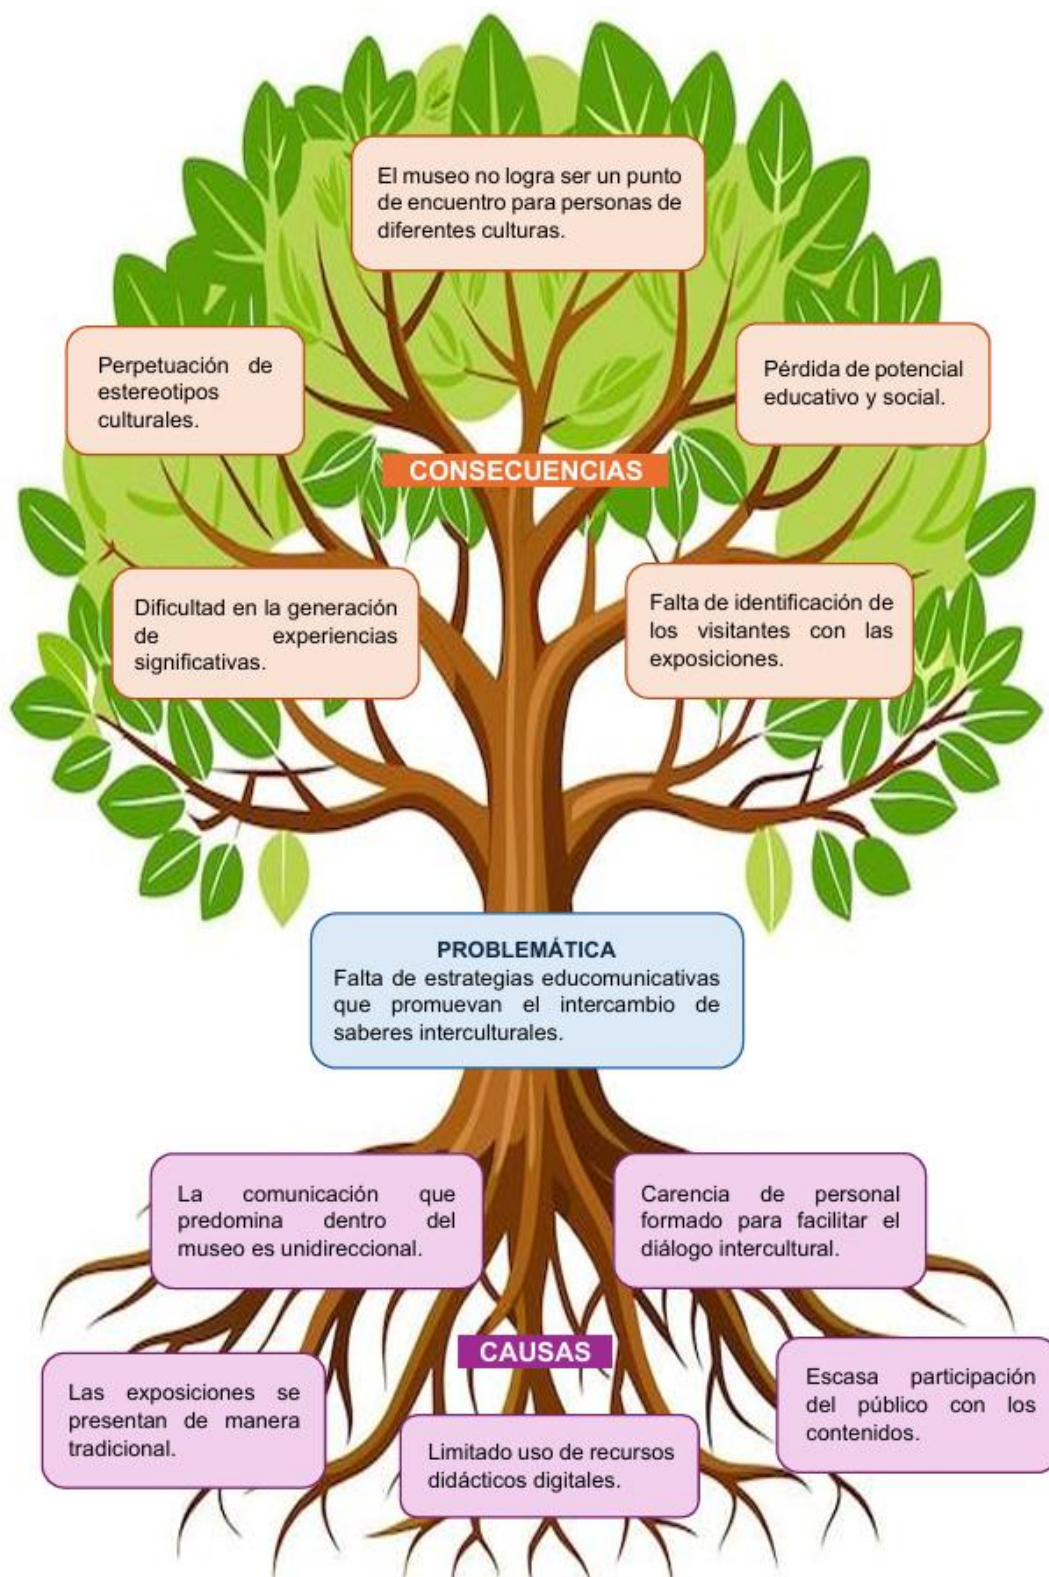 El museo no logra ser un punto
de encuentro para personas de
diferentes culturas.
Perpetuación de
estereotipos
culturales.
Pérdida de potencial
educativo y social.
CONSECUENCIAS
Dificultad en la generación
de experiencias
significativas.
Falta de identificación de
los visitantes con las
exposiciones.
PROBLEMÁTICA
Falta de estrategias educomunicativas
que promuevan el intercambio de
saberes interculturales.
La comunicación que
predomina dentro del
museo es unidireccional.
Carencia de personal
formado para facilitar el
diálogo intercultural.
CAUSAS
Las exposiciones se
presentan de manera
tradicional.
Limitado uso de recursos
didácticos digitales.
Escasa participación
del público con los
contenidos.